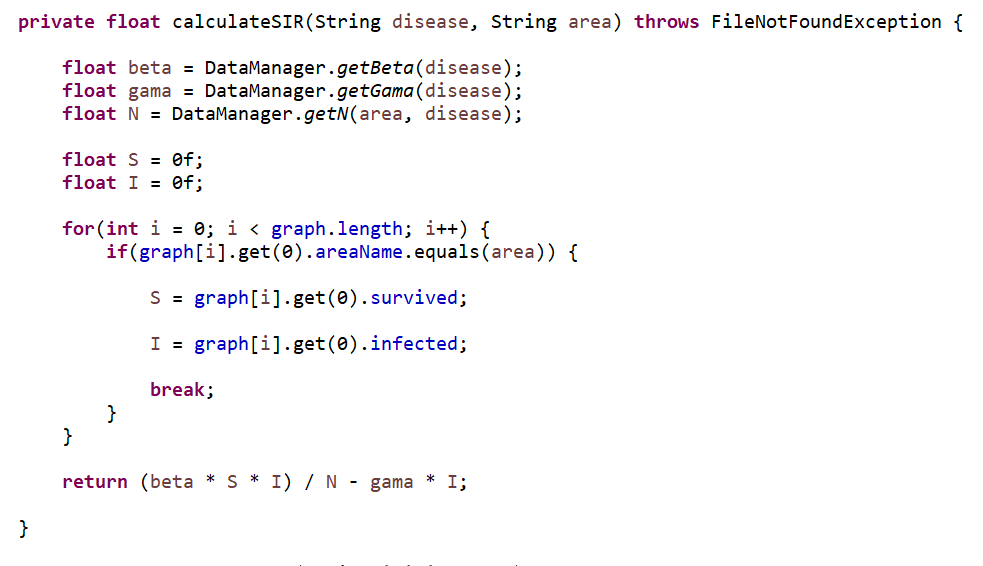 private float calculateSIR(String disease, String area) throws FileNotFoundException {
float beta = DataManager.getBeta(disease);
float gama = DataManager.getGama(disease);
float N = DataManager.getN(area, disease);
float S = 0f;
float I = 0f;
for(int i = 0; i < graph.length; i++) {
if(graph[i].get(0).areaName.equals(area)) {
S = graph[i].get(0).survived;
I = graph[i].get(0).infected;
break;
}
}
return (beta * S * I) / N - gama * I;
}